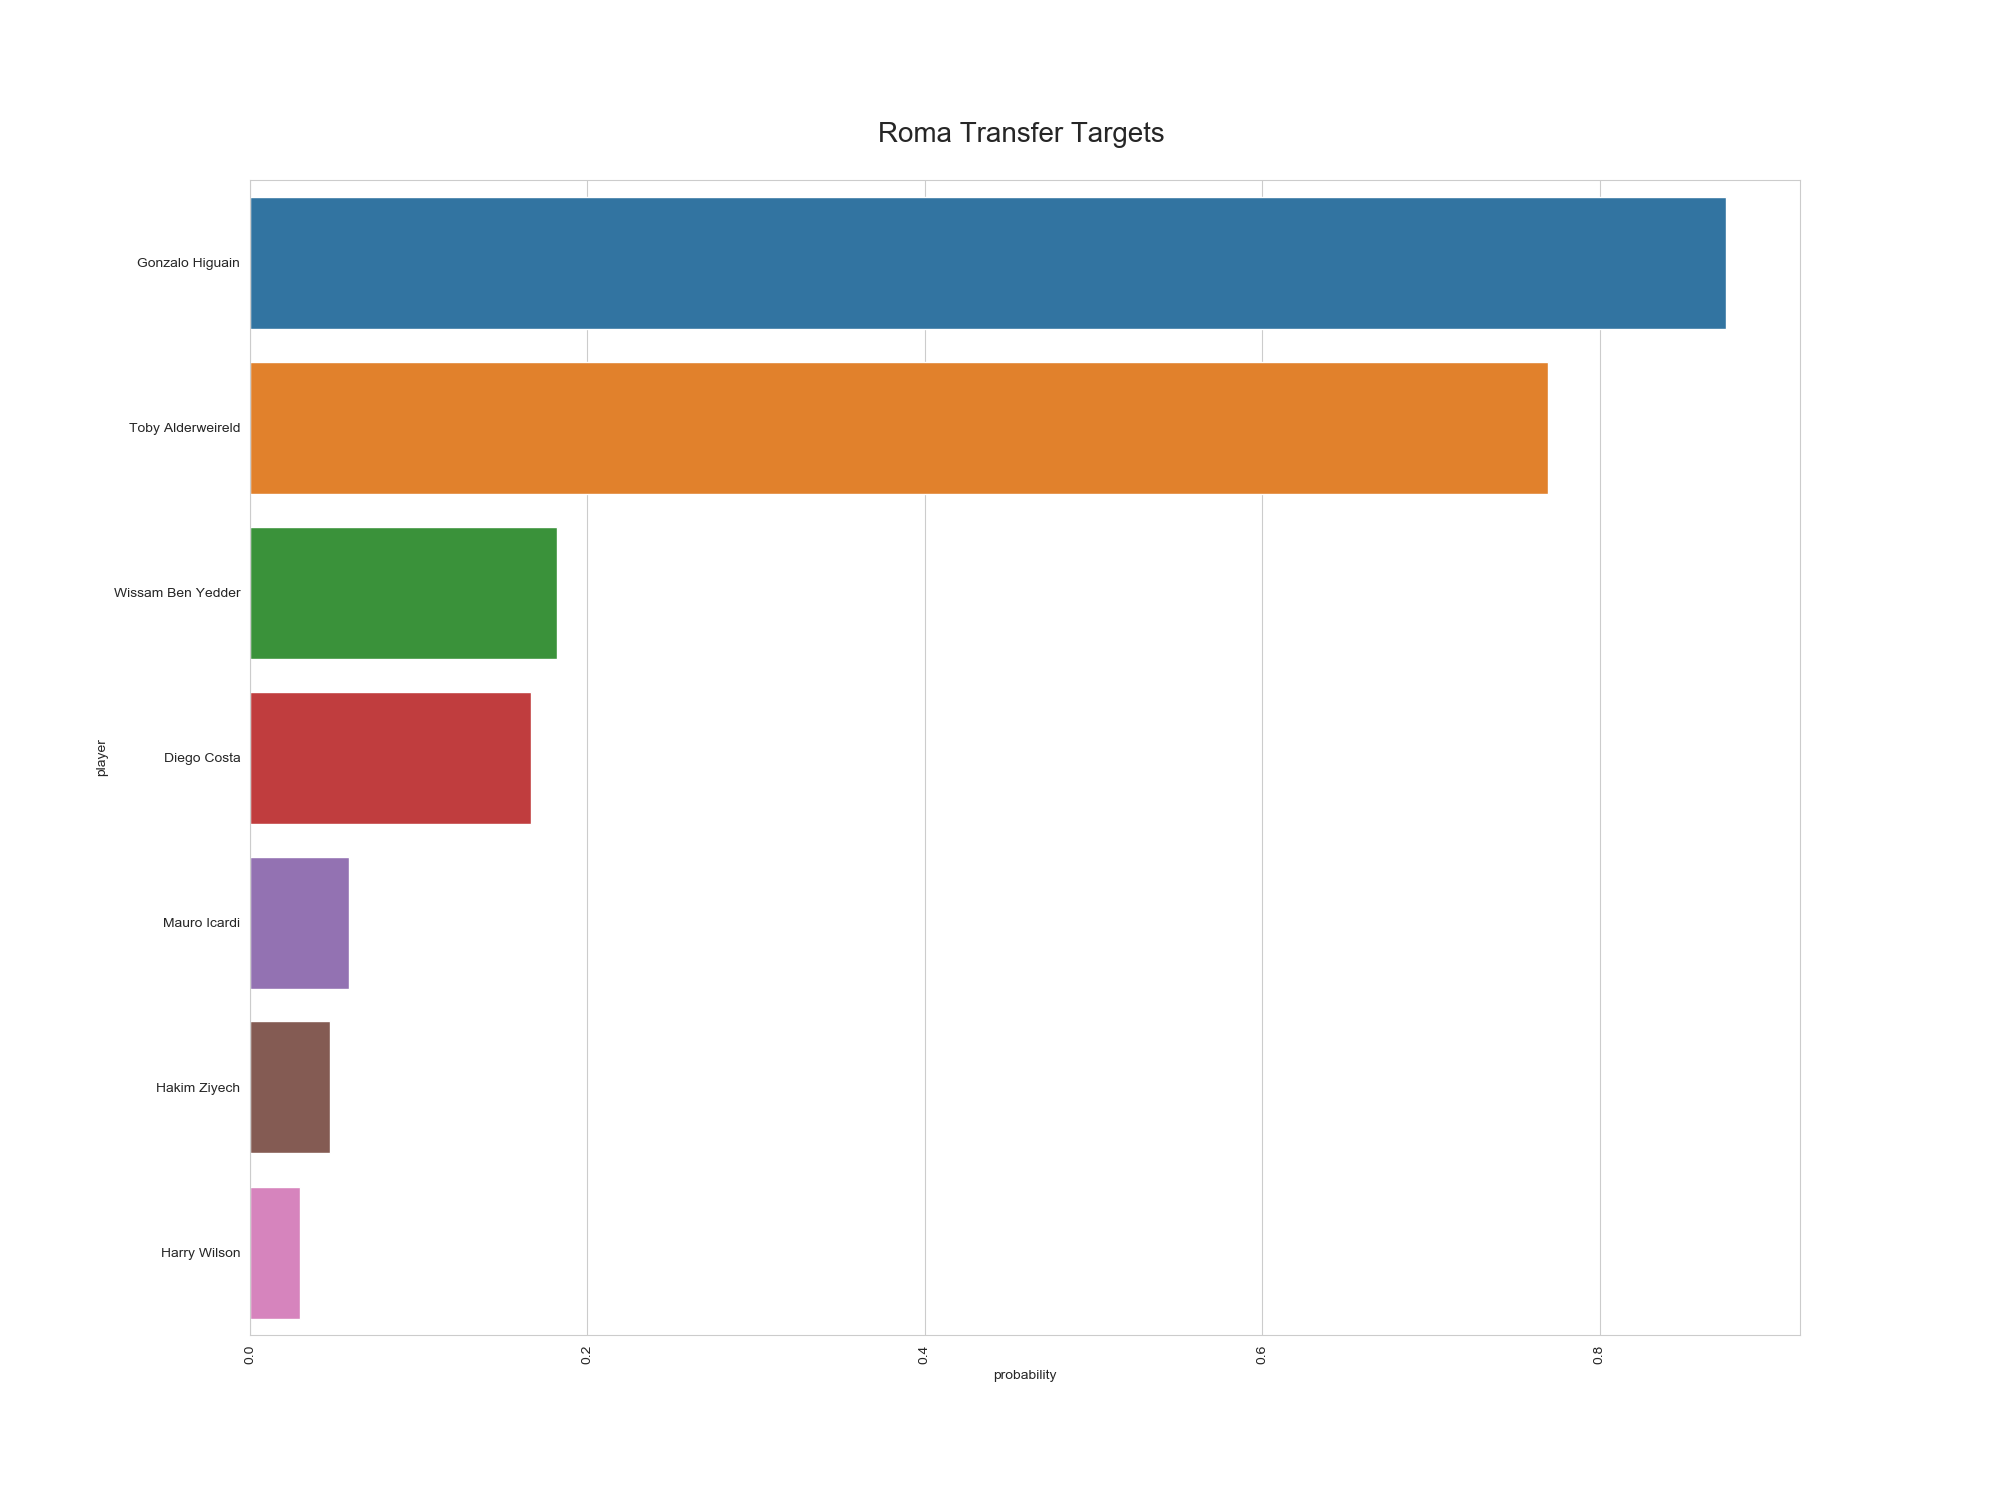 Roma Transfer Targets
Gonzalo Higuain
Toby Alderweireld
Wissam Ben Yedder
Diego Costa
Mauro Icardi
Hakim Ziyech
Harry Wilson
player
0.0
0.2
0.4
0.6
0.8
probability